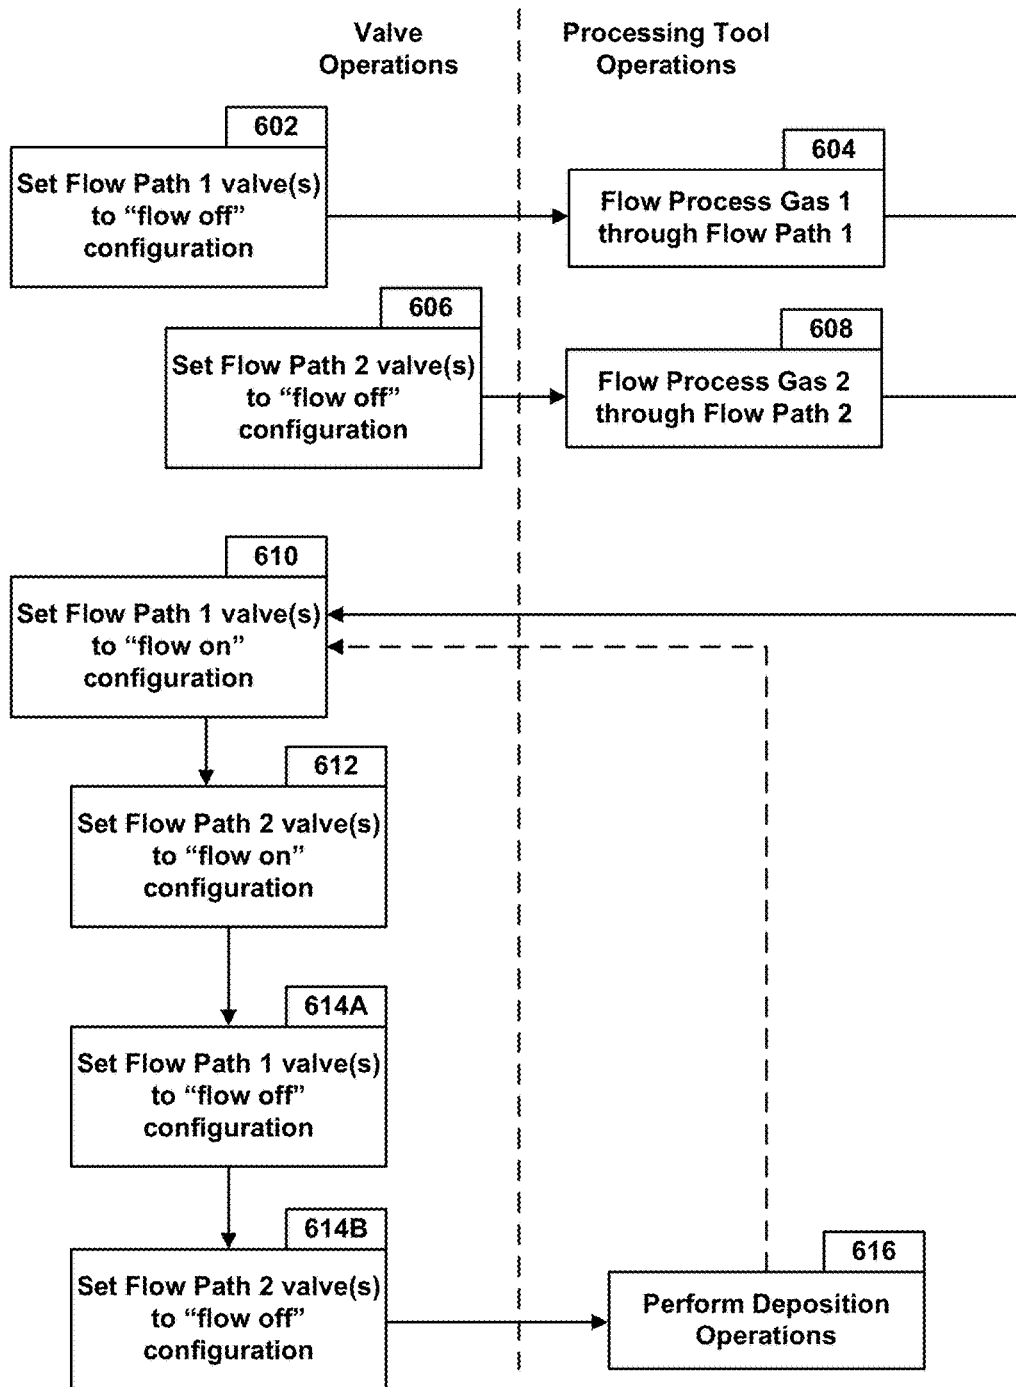 Valve
Operations
Processing Tool
Operations
602
Set Flow Path 1 valve(s)
to “flow off”
configuration
604
Flow Process Gas 1
through Flow Path 1
606
Set Flow Path 2 valve(s)
to “flow off”
configuration
608
Flow Process Gas 2
through Flow Path 2
610
Set Flow Path 1 valve(s)
to “flow on”
configuration
612
Set Flow Path 2 valve(s)
to “flow on”
configuration
614A
Set Flow Path 1 valve(s)
to “flow off”
configuration
614B
Set Flow Path 2 valve(s)
to “flow off”
configuration
616
Perform Deposition
Operations